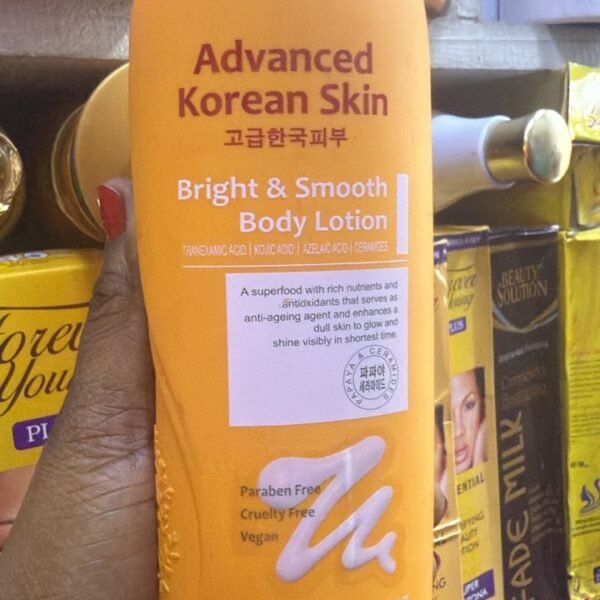 Advanced
Korean Skin
고급한국피부
Bright & Smooth
Body Lotion
TRANEXAMIC ACID | KOJIC ACID | AZELAIC ACID | CERAMIDES
A superfood with rich nutrients and
antioxidants that serves as
anti-ageing agent and enhances a
dull skin to glow and
shine visibly in shortest time.
PAPAYA & CERAMIDES
파파야
세라마이드
Paraben Free
Cruelty Free
Vegan
You
PI
Young
PLUS
BEAUTY
SOLUTION
MILK